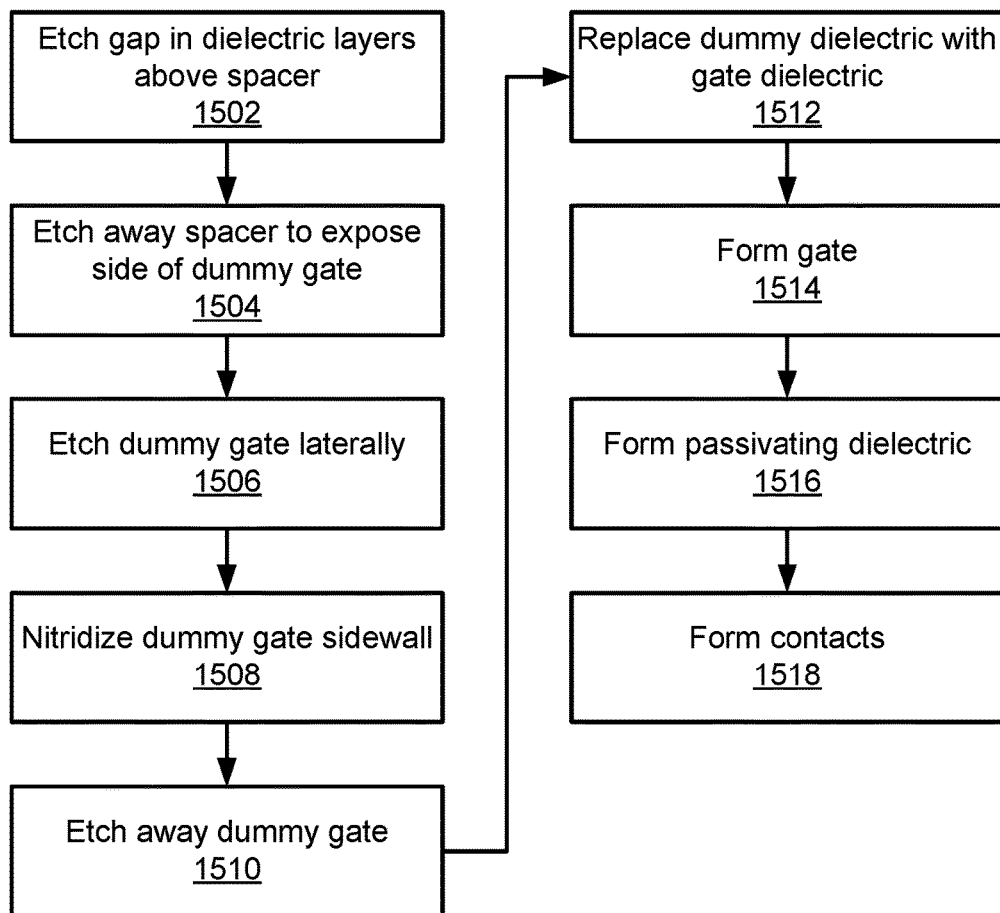 Etch gap in dielectric layers
above spacer
1502
Etch away spacer to expose
side of dummy gate
1504
Etch dummy gate laterally
1506
Nitridize dummy gate sidewall
1508
Etch away dummy gate
1510
Replace dummy dielectric with
gate dielectric
1512
Form gate
1514
Form passivating dielectric
1516
Form contacts
1518